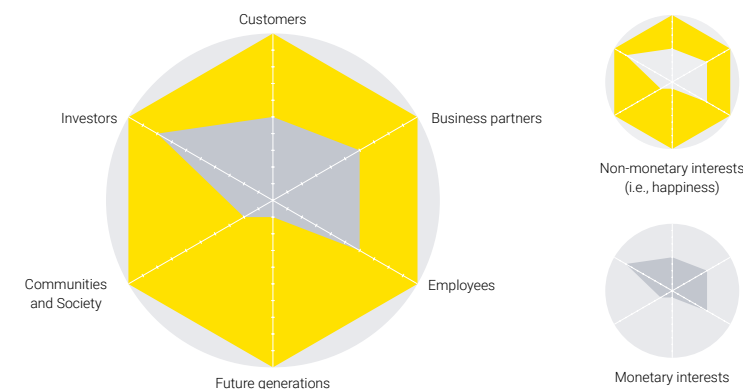 Customers
Investors
Business partners
Communities
and Society
Employees
Future generations
Non-monetary interests
(i.e., happiness)
Monetary interests